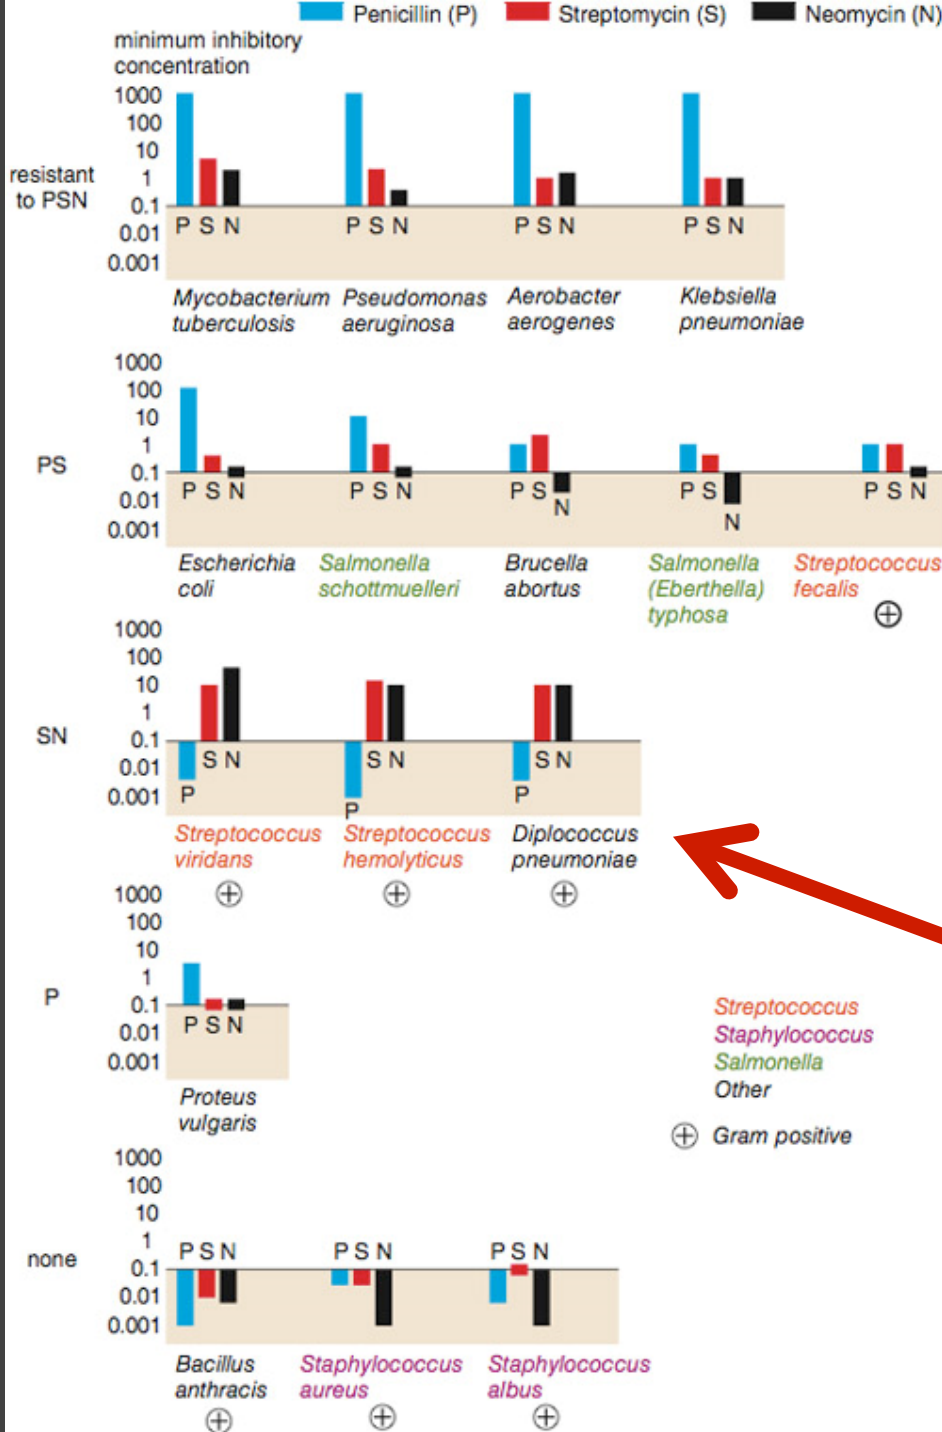 Penicillin (P) Streptomycin (S) Neomycin (N)
minimum inhibitory
concentration
1000
100
10
1
0.1
0.01
0.001
resistant
to PSN
P S N P S N P S N P S N
Mycobacterium Pseudomonas Aerobacter Klebsiella
tuberculosis aeruginosa aerogenes pneumoniae
1000
100
10
1
0.1
0.01
0.001
PS
P S N P S N P S N P S N P S N
Escherichia Salmonella Brucella Salmonella Streptococcus
coli schottmuelleri abortus (Eberthella) fecalis
typhosa
1000
100
10
1
0.1
0.01
0.001
SN
S N S N S N
P P P
Streptococcus Streptococcus Diplococcus
viridans hemolyticus pneumoniae
1000
100
10
1
0.1
0.01
0.001
P
P S N
Proteus
vulgaris
Streptococcus
Staphylococcus
Salmonella
Other
Gram positive
1000
100
10
1
0.1
0.01
0.001
none
P S N P S N P S N
Bacillus Staphylococcus Staphylococcus
anthracis aureus albus